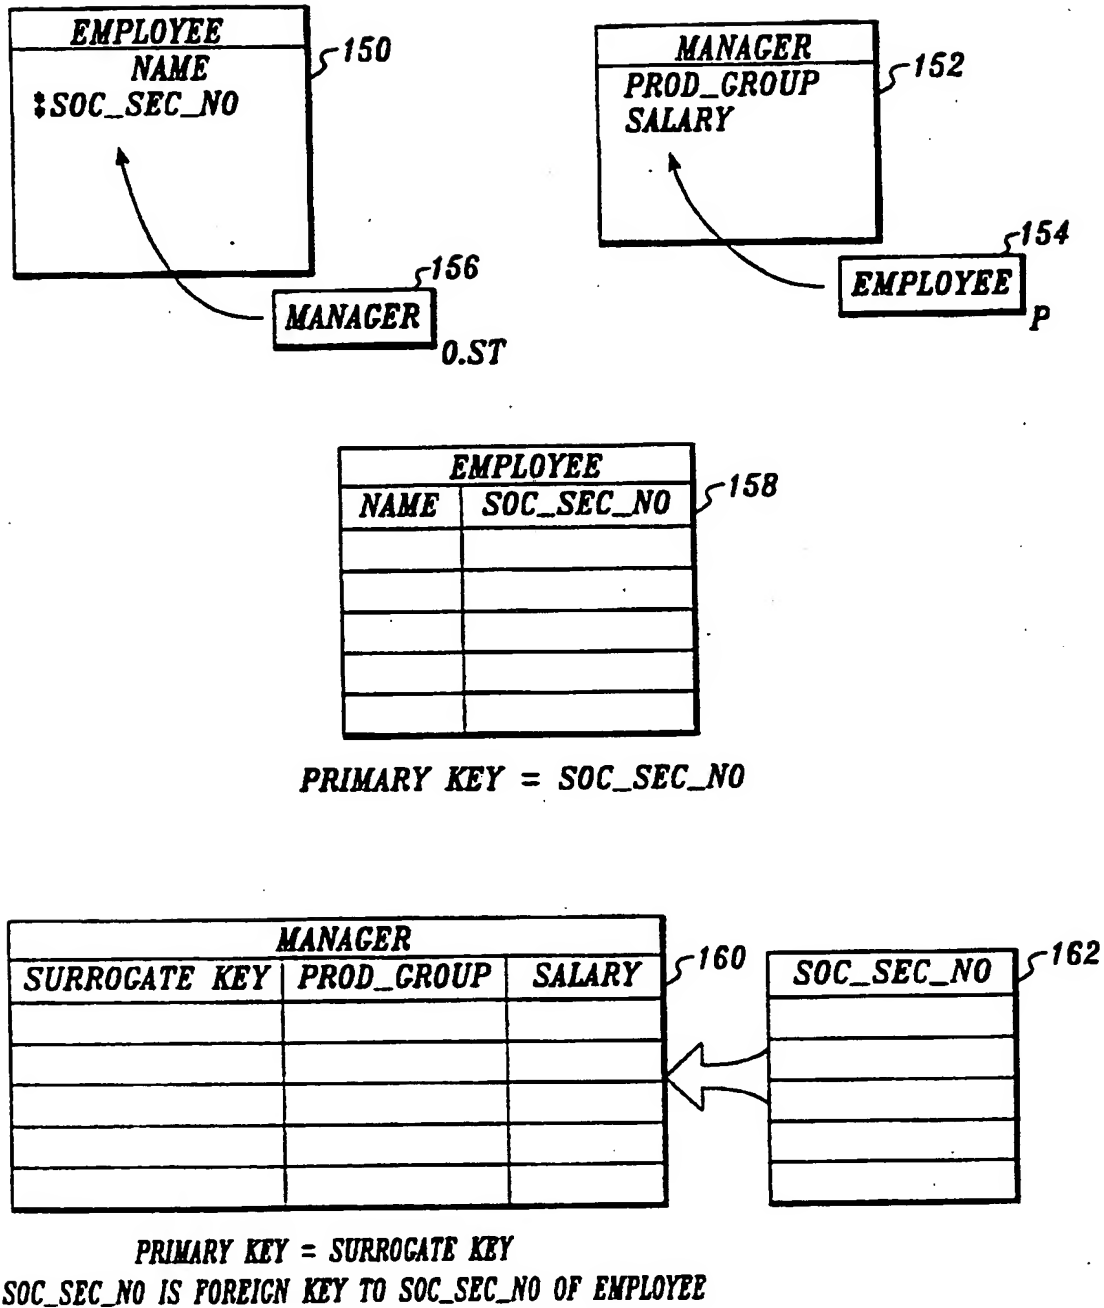 EMPLOYEE
NAME
‡SOC_SEC_NO
150
MANAGER
PROD_GROUP
SALARY
152
154
EMPLOYEE
P
156
MANAGER
O.ST
EMPLOYEE
NAME SOC_SEC_NO
158
PRIMARY KEY = SOC_SEC_NO
MANAGER
SURROGATE KEY PROD_GROUP SALARY
160
SOC_SEC_NO
162
PRIMARY KEY = SURROGATE KEY
SOC_SEC_NO IS FOREIGN KEY TO SOC_SEC_NO OF EMPLOYEE